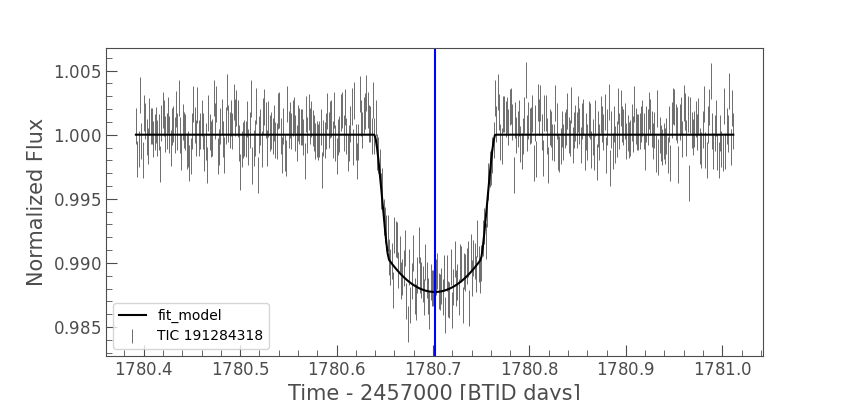 Normalized Flux
1.005
1.000
0.995
0.990
0.985
fit_model
TIC 191284318
1780.4 1780.5 1780.6 1780.7 1780.8 1780.9 1781.0
Time - 2457000 [BTJD days]